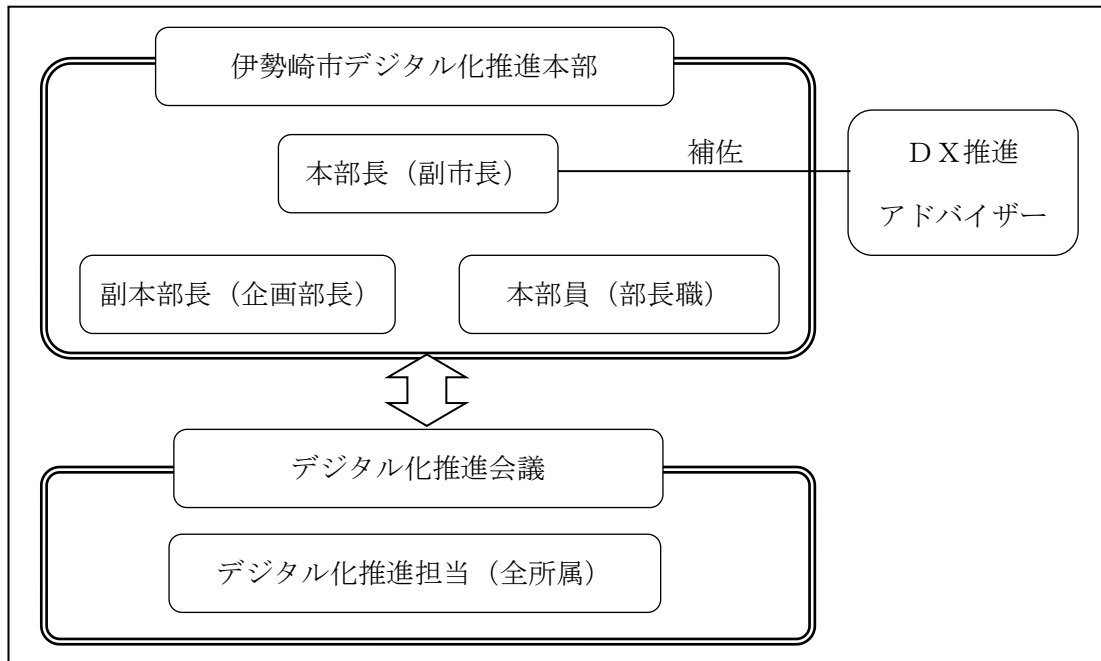 伊勢崎市デジタル化推進本部
本部長（副市長）
補佐
ＤＸ推進
アドバイザー
副本部長（企画部長）
本部員（部長職）
デジタル化推進会議
デジタル化推進担当（全所属）